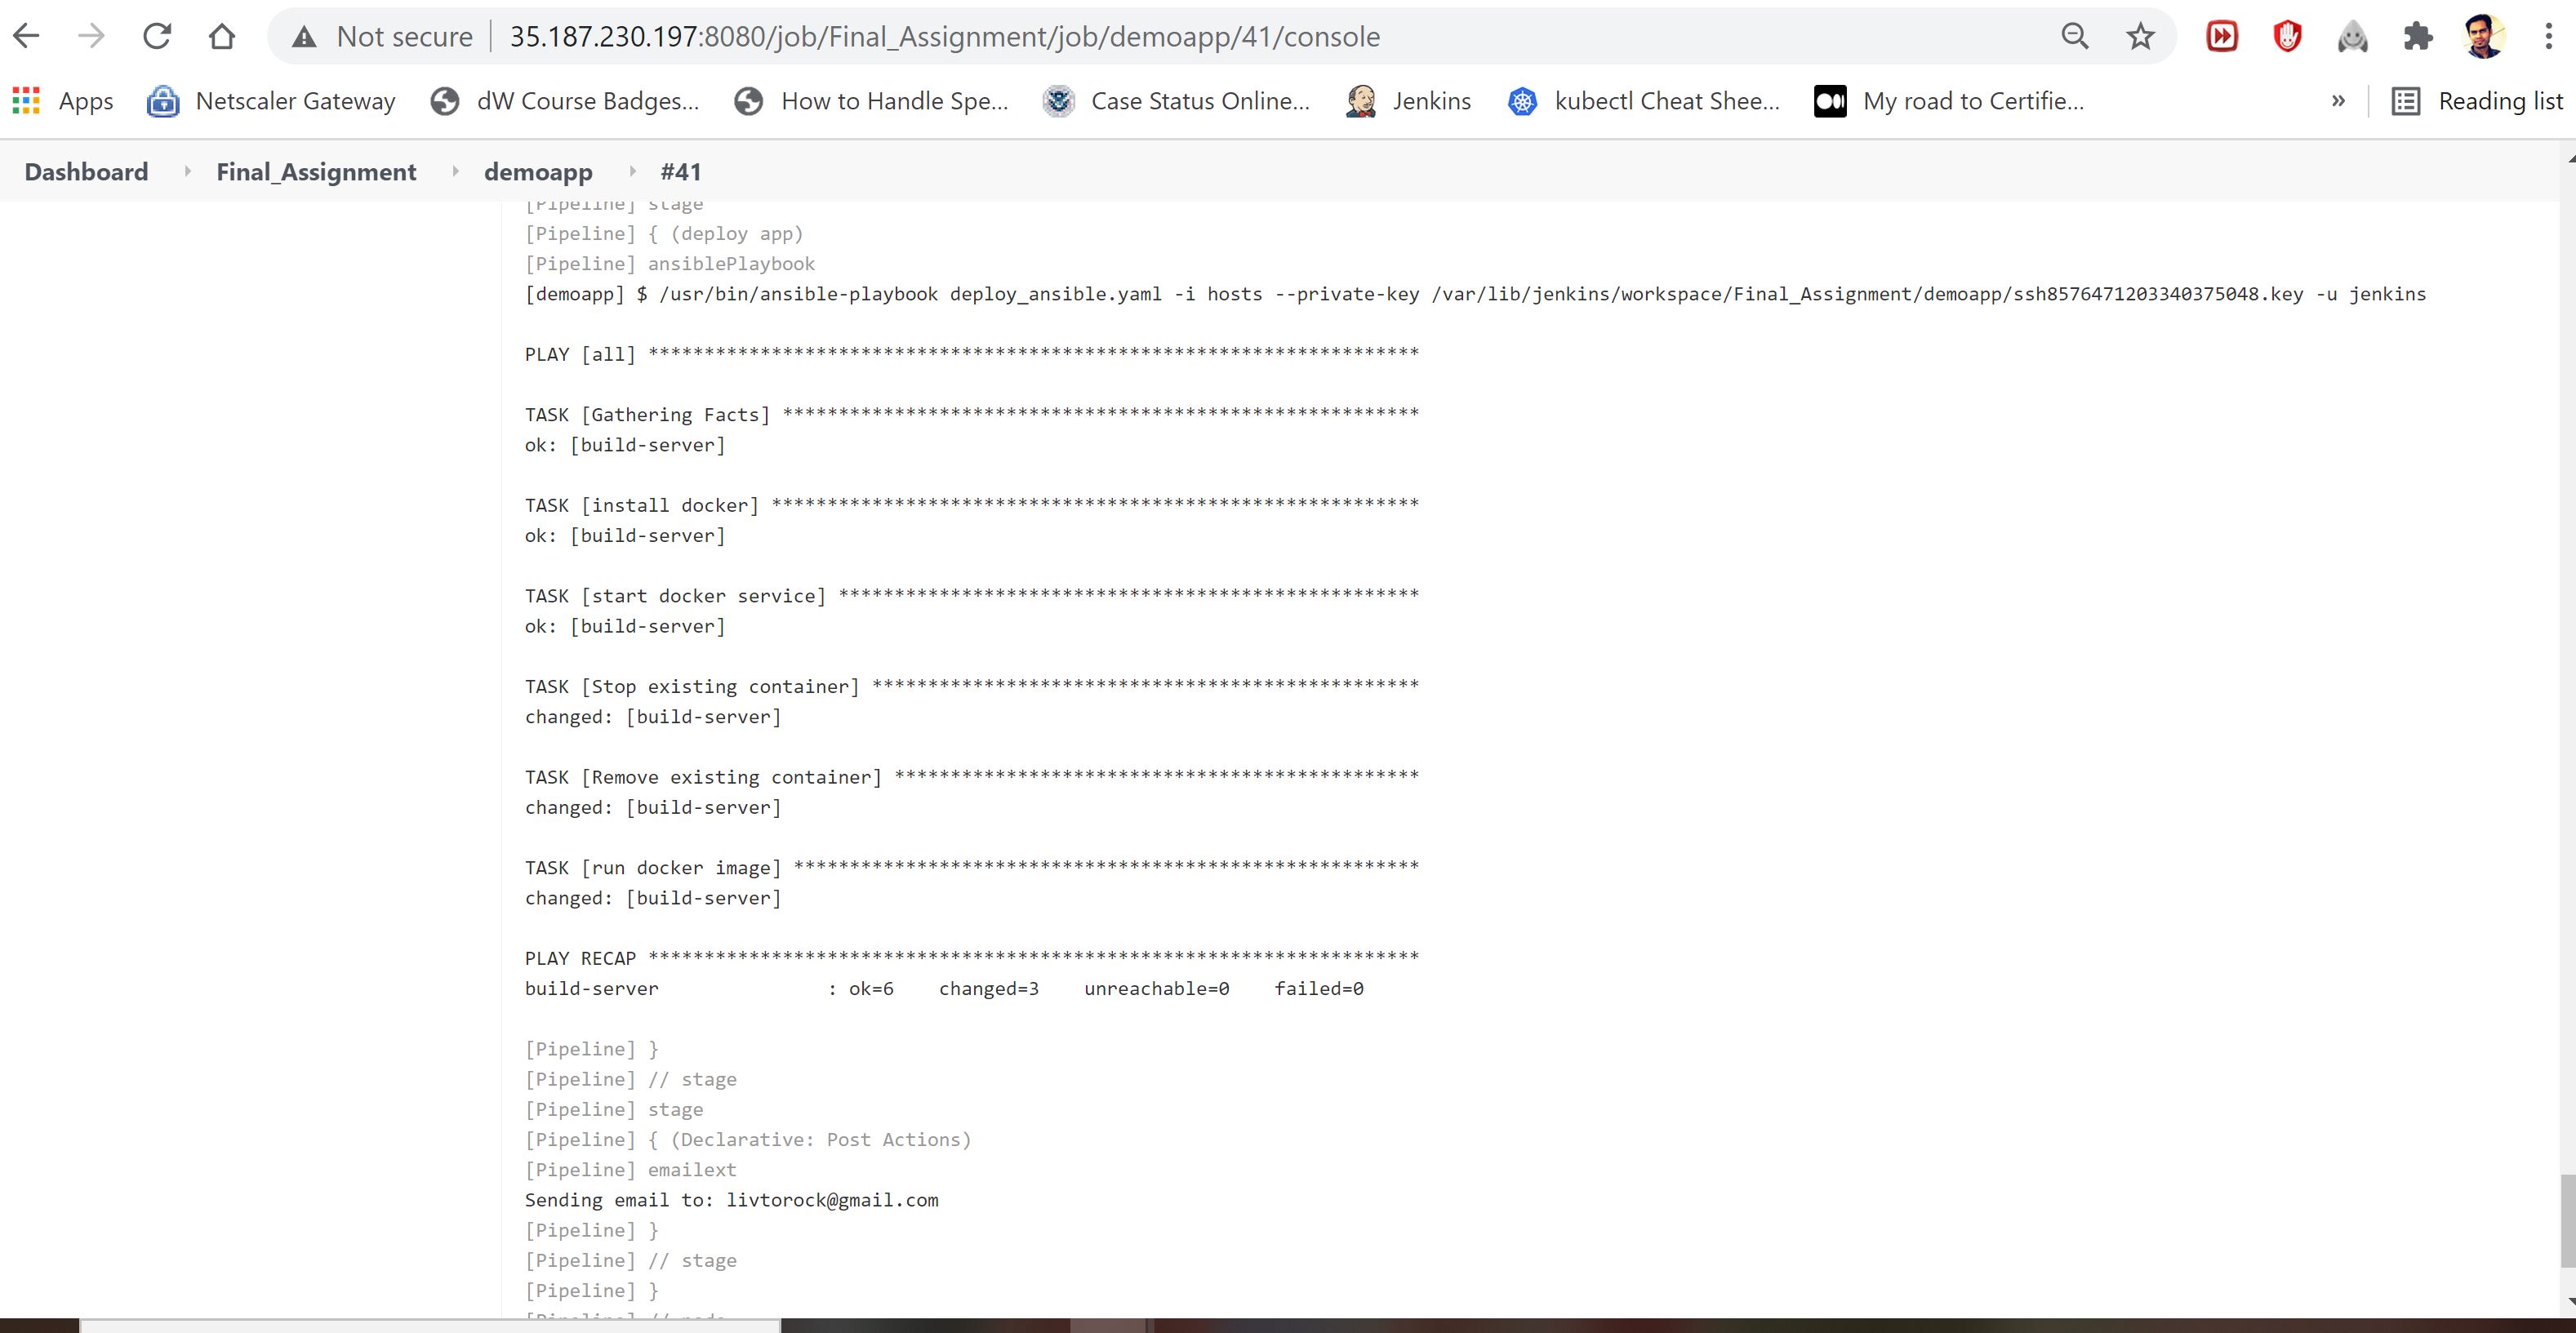 Not secure 35.187.230.197:8080/job/Final_Assignment/job/demoapp/41/console
Apps Netscaler Gateway dW Course Badges... How to Handle Spe... Case Status Online... Jenkins kubectl Cheat Shee... My road to Certifie... » Reading list
Dashboard Final_Assignment demoapp #41
[Pipeline] stage
[Pipeline] { (deploy app)
[Pipeline] ansiblePlaybook
[demoapp] $ /usr/bin/ansible-playbook deploy_ansible.yaml -i hosts --private-key /var/lib/jenkins/workspace/Final_Assignment/demoapp/ssh8576471203340375048.key -u jenkins
PLAY [all] *********************************************************************
TASK [Gathering Facts] *********************************************************
ok: [build-server]
TASK [install docker] **********************************************************
ok: [build-server]
TASK [start docker service] ****************************************************
ok: [build-server]
TASK [Stop existing container] *************************************************
changed: [build-server]
TASK [Remove existing container] ***********************************************
changed: [build-server]
TASK [run docker image] ********************************************************
changed: [build-server]
PLAY RECAP *********************************************************************
build-server : ok=6 changed=3 unreachable=0 failed=0
[Pipeline] }
[Pipeline] // stage
[Pipeline] stage
[Pipeline] { (Declarative: Post Actions)
[Pipeline] emailext
Sending email to: livtorock@gmail.com
[Pipeline] }
[Pipeline] // stage
[Pipeline] }